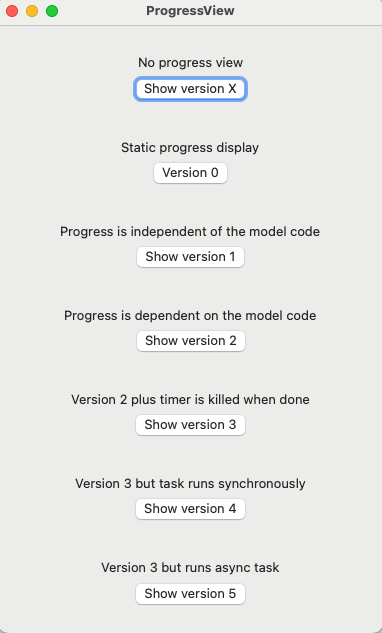 ProgressView
No progress view
Show version X
Static progress display
Version 0
Progress is independent of the model code
Show version 1
Progress is dependent on the model code
Show version 2
Version 2 plus timer is killed when done
Show version 3
Version 3 but task runs synchronously
Show version 4
Version 3 but runs async task
Show version 5